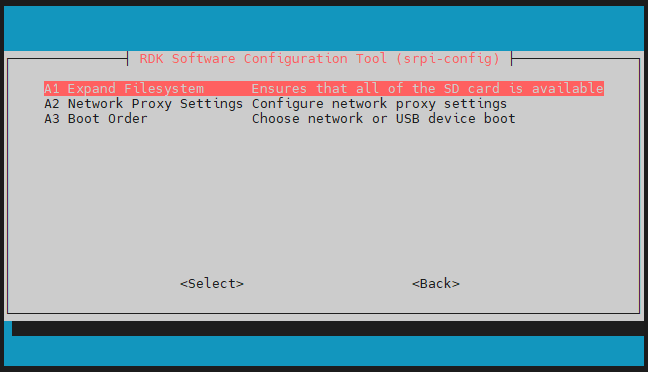 RDK Software Configuration Tool (srpi-config)
A1 Expand Filesystem Ensures that all of the SD card is available
A2 Network Proxy Settings Configure network proxy settings
A3 Boot Order Choose network or USB device boot
<Select> <Back>